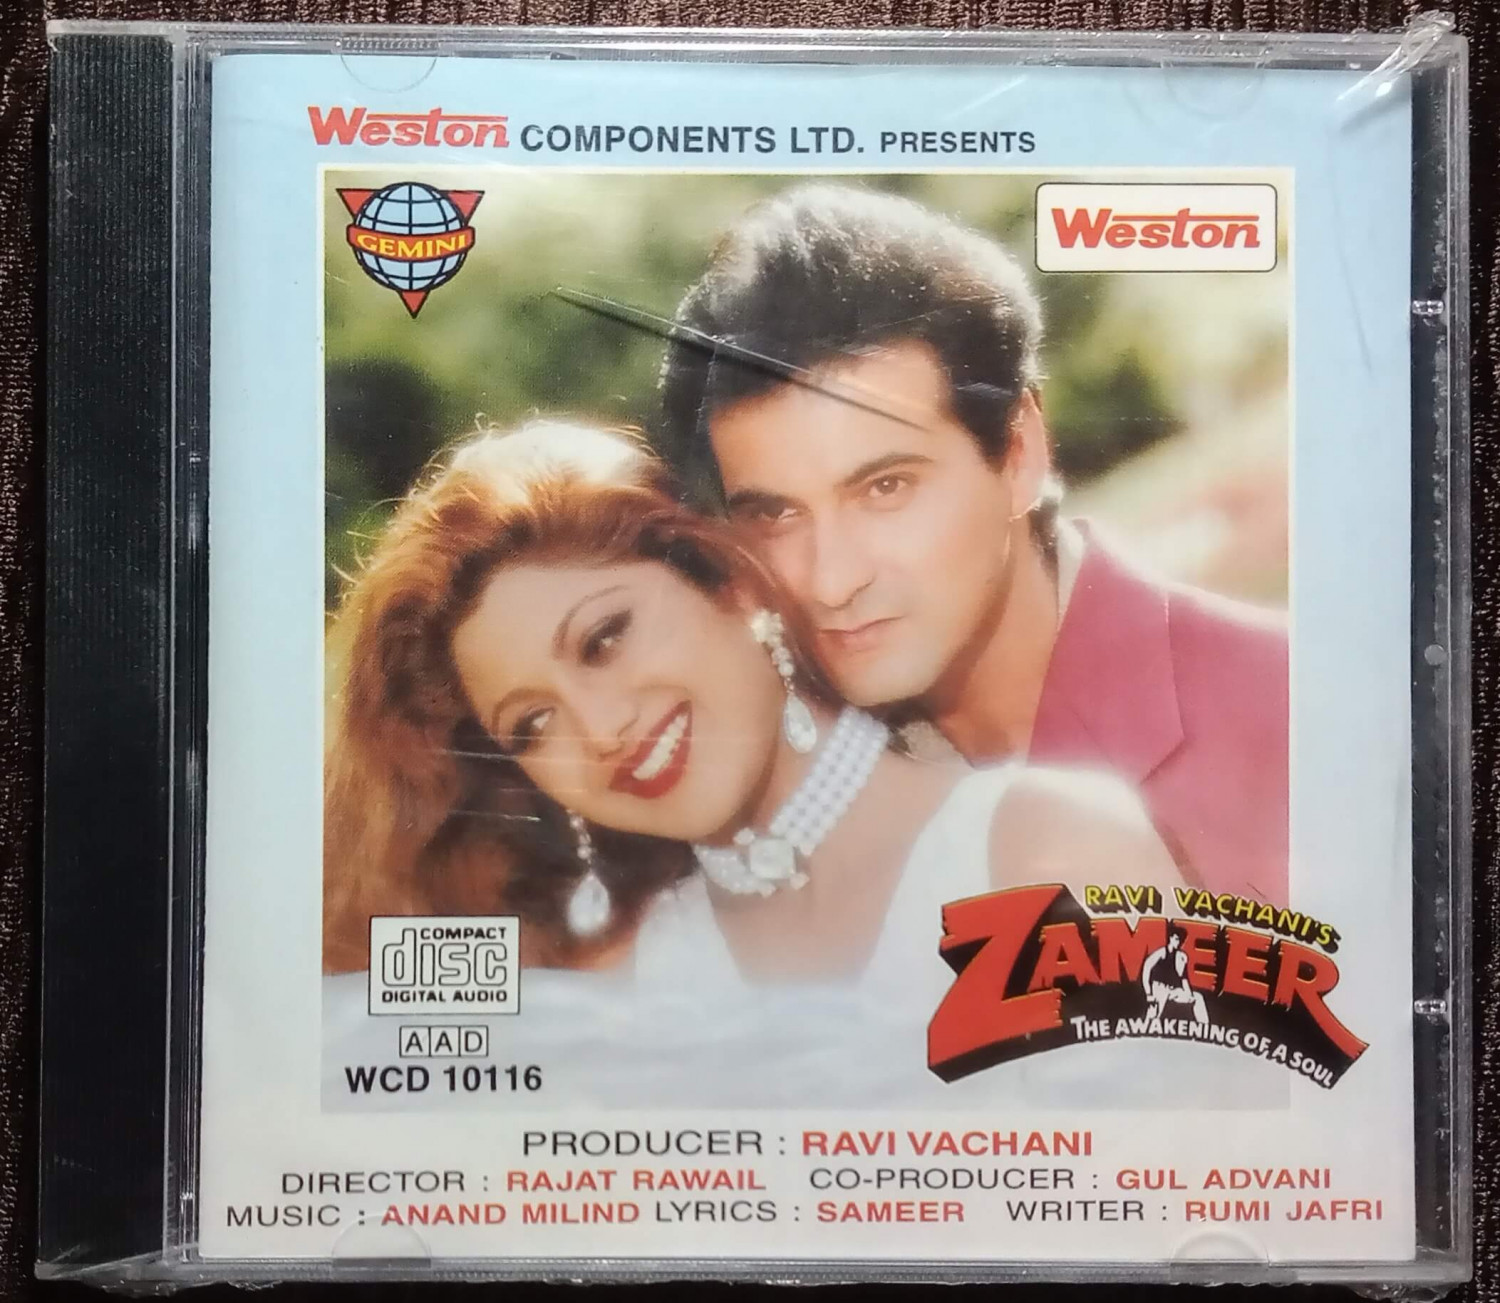 Weston COMPONENTS LTD. PRESENTS
GEMINI
Weston
RAVI VACHANI'S
ZAMEER
THE AWAKENING OF A SOUL
COMPACT
disc
DIGITAL AUDIO
AAD
WCD 10116
PRODUCER : RAVI VACHANI
DIRECTOR : RAJAT RAWAIL CO-PRODUCER : GUL ADVANI
MUSIC : ANAND MILIND LYRICS : SAMEER WRITER : RUMI JAFRI